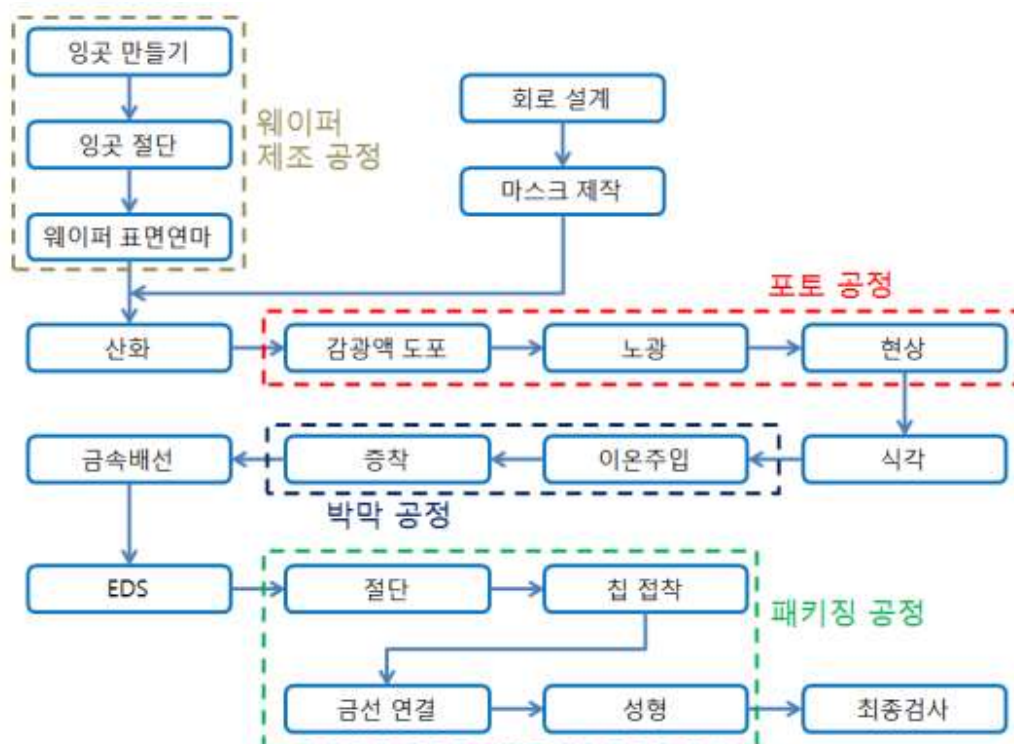 잉곳 만들기
잉곳 절단
웨이퍼 표면연마
웨이퍼
제조 공정
회로 설계
마스크 제작
포토 공정
산화
감광액 도포
노광
현상
금속배선
증착
이온주입
식각
박막 공정
EDS
절단
칩 접착
패키징 공정
금선 연결
성형
최종검사